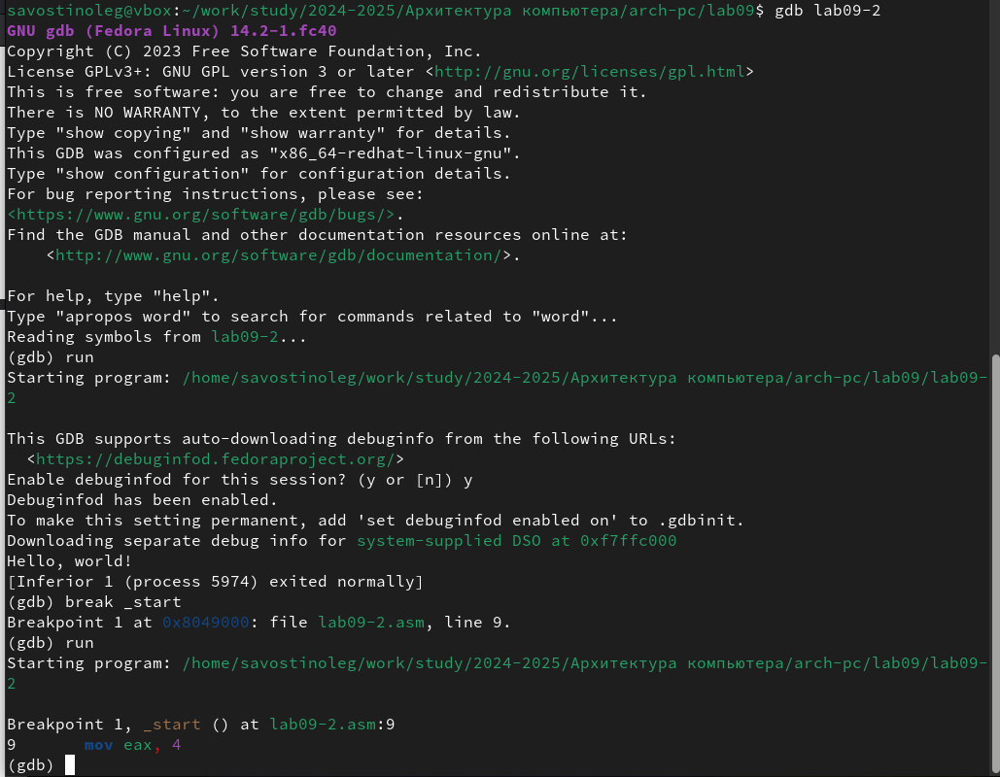 savostinoleg@vbox:~/work/study/2024-2025/Архитектура компьютера/arch-pc/lab09$ gdb lab09-2
GNU gdb (Fedora Linux) 14.2-1.fc40
Copyright (C) 2023 Free Software Foundation, Inc.
License GPLv3+: GNU GPL version 3 or later <http://gnu.org/licenses/gpl.html>
This is free software: you are free to change and redistribute it.
There is NO WARRANTY, to the extent permitted by law.
Type "show copying" and "show warranty" for details.
This GDB was configured as "x86_64-redhat-linux-gnu".
Type "show configuration" for configuration details.
For bug reporting instructions, please see:
<https://www.gnu.org/software/gdb/bugs/>.
Find the GDB manual and other documentation resources online at:
    <http://www.gnu.org/software/gdb/documentation/>.

For help, type "help".
Type "apropos word" to search for commands related to "word"...
Reading symbols from lab09-2...
(gdb) run
Starting program: /home/savostinoleg/work/study/2024-2025/Архитектура компьютера/arch-pc/lab09/lab09-
2

This GDB supports auto-downloading debuginfo from the following URLs:
  <https://debuginfod.fedoraproject.org/>
Enable debuginfod for this session? (y or [n]) y
Debuginfod has been enabled.
To make this setting permanent, add 'set debuginfod enabled on' to .gdbinit.
Downloading separate debug info for system-supplied DSO at 0xf7ffc000
Hello, world!
[Inferior 1 (process 5974) exited normally]
(gdb) break _start
Breakpoint 1 at 0x8049000: file lab09-2.asm, line 9.
(gdb) run
Starting program: /home/savostinoleg/work/study/2024-2025/Архитектура компьютера/arch-pc/lab09/lab09-
2

Breakpoint 1, _start () at lab09-2.asm:9
9       mov eax, 4
(gdb)